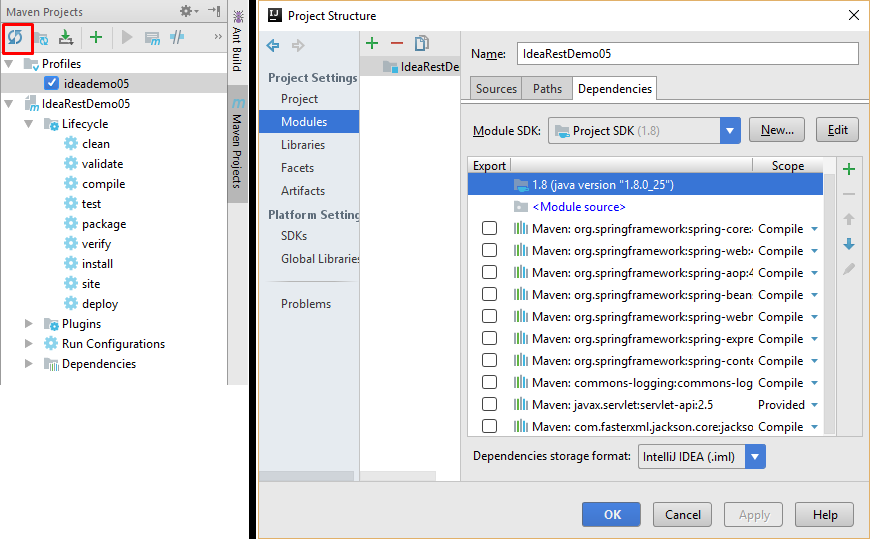 Maven Projects
Profiles
ideademo05
IdeaRestDemo05
Lifecycle
clean
validate
compile
test
package
verify
install
site
deploy
Plugins
Run Configurations
Dependencies
Ant Build
Maven Projects
Project Structure
Project Settings
Project
Modules
Libraries
Facets
Artifacts
Platform Setting
SDKs
Global Libraries
Problems
IdeaRestDe
Name: IdeaRestDemo05
Sources Paths Dependencies
Module SDK: Project SDK (1.8) New... Edit
Export Scope
1.8 (java version "1.8.0_25")
<Module source>
Maven: org.springframework:spring-core:4 Compile
Maven: org.springframework:spring-web:4 Compile
Maven: org.springframework:spring-aop:4 Compile
Maven: org.springframework:spring-bean Compile
Maven: org.springframework:spring-webm Compile
Maven: org.springframework:spring-expre Compile
Maven: org.springframework:spring-conte Compile
Maven: commons-logging:commons-log Compile
Maven: javax.servlet:servlet-api:2.5 Provided
Maven: com.fasterxml.jackson.core:jackso Compile
Dependencies storage format: IntelliJ IDEA (.iml)
OK Cancel Apply Help